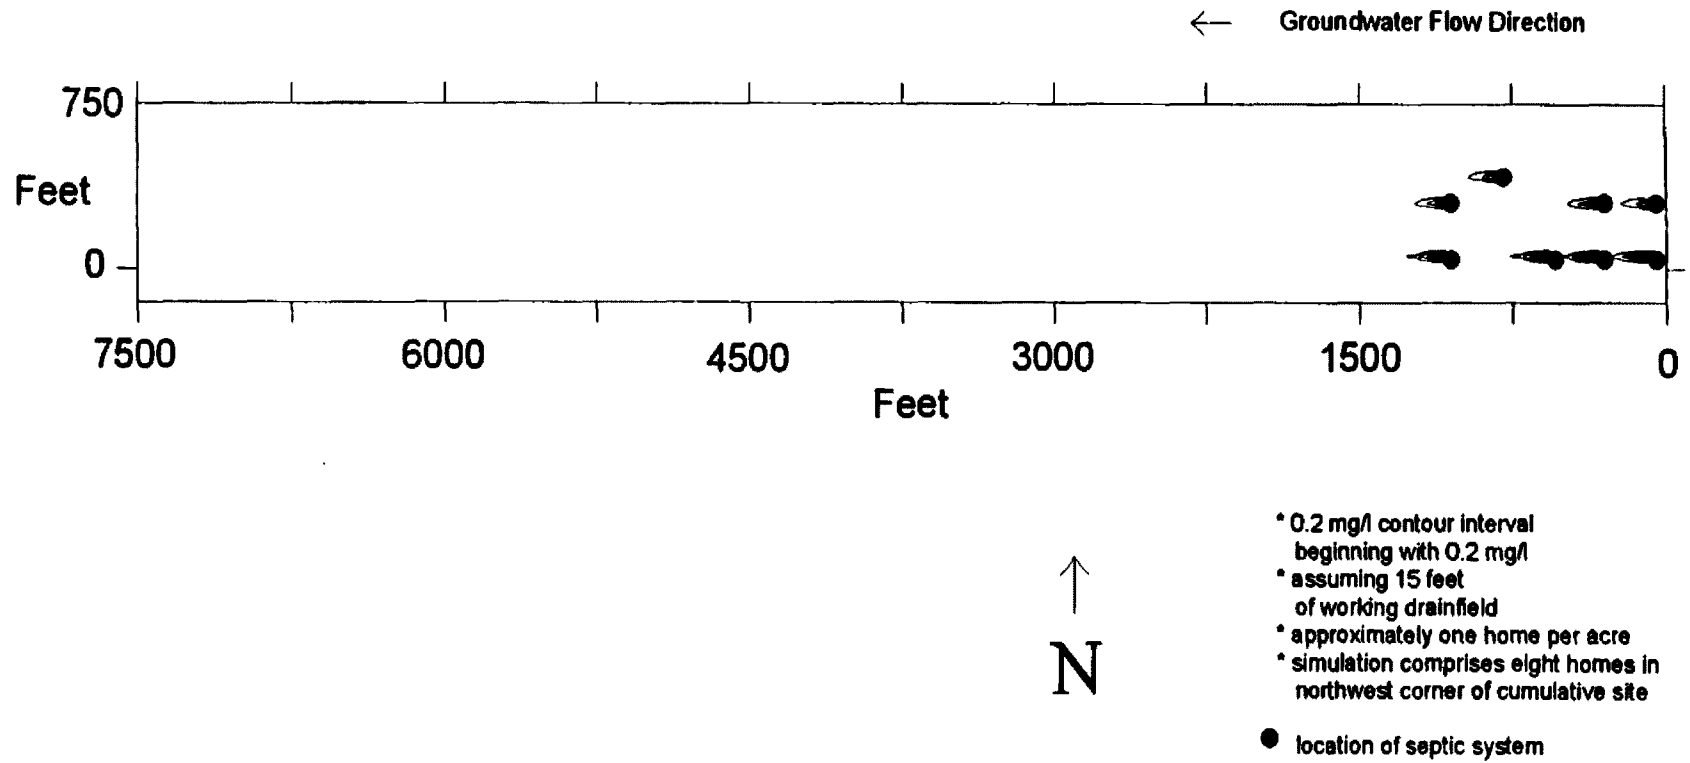 ← Groundwater Flow Direction
750
Feet
0
7500 6000 4500 3000 1500 0
Feet
* 0.2 mg/l contour interval
beginning with 0.2 mg/l
* assuming 15 feet
of working drainfield
* approximately one home per acre
* simulation comprises eight homes in
northwest corner of cumulative site
N
● location of septic system